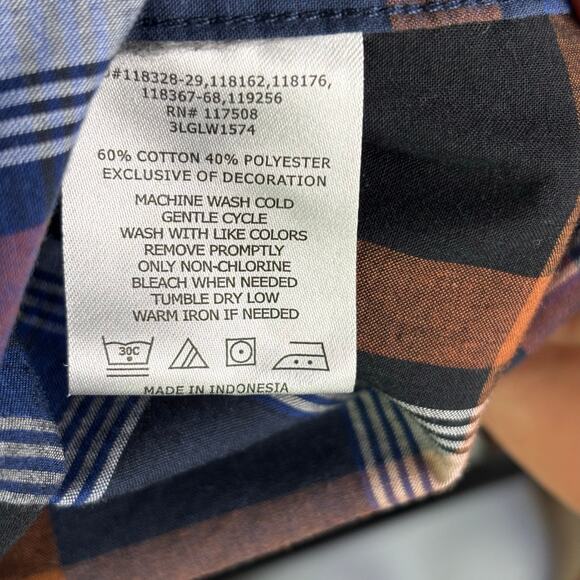 #118328-29,118162,118176,
118367-68,119256
RN# 117508
3LGLW1574
60% COTTON 40% POLYESTER
EXCLUSIVE OF DECORATION
MACHINE WASH COLD
GENTLE CYCLE
WASH WITH LIKE COLORS
REMOVE PROMPTLY
ONLY NON-CHLORINE
BLEACH WHEN NEEDED
TUMBLE DRY LOW
WARM IRON IF NEEDED
30C
MADE IN INDONESIA